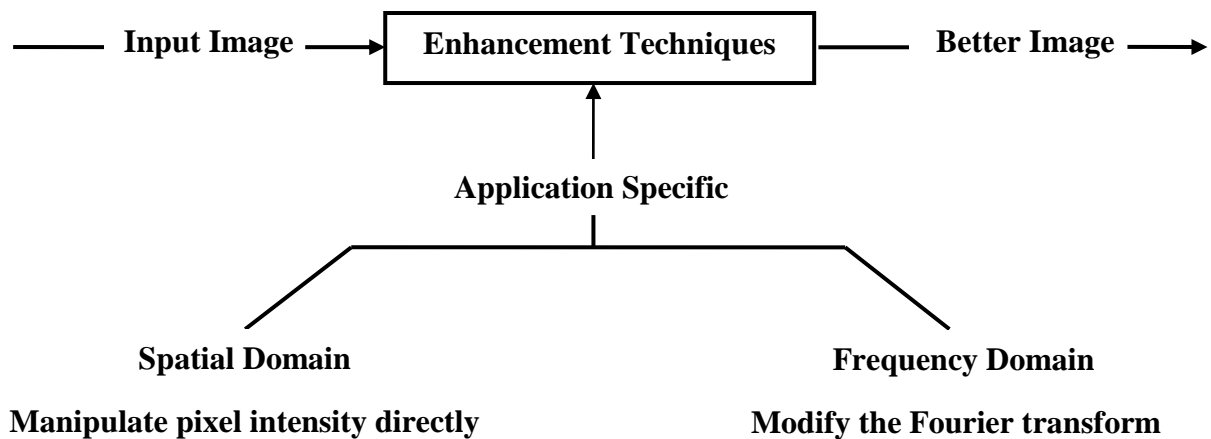 Input Image
Enhancement Techniques
Better Image
Application Specific
Spatial Domain
Frequency Domain
Manipulate pixel intensity directly
Modify the Fourier transform